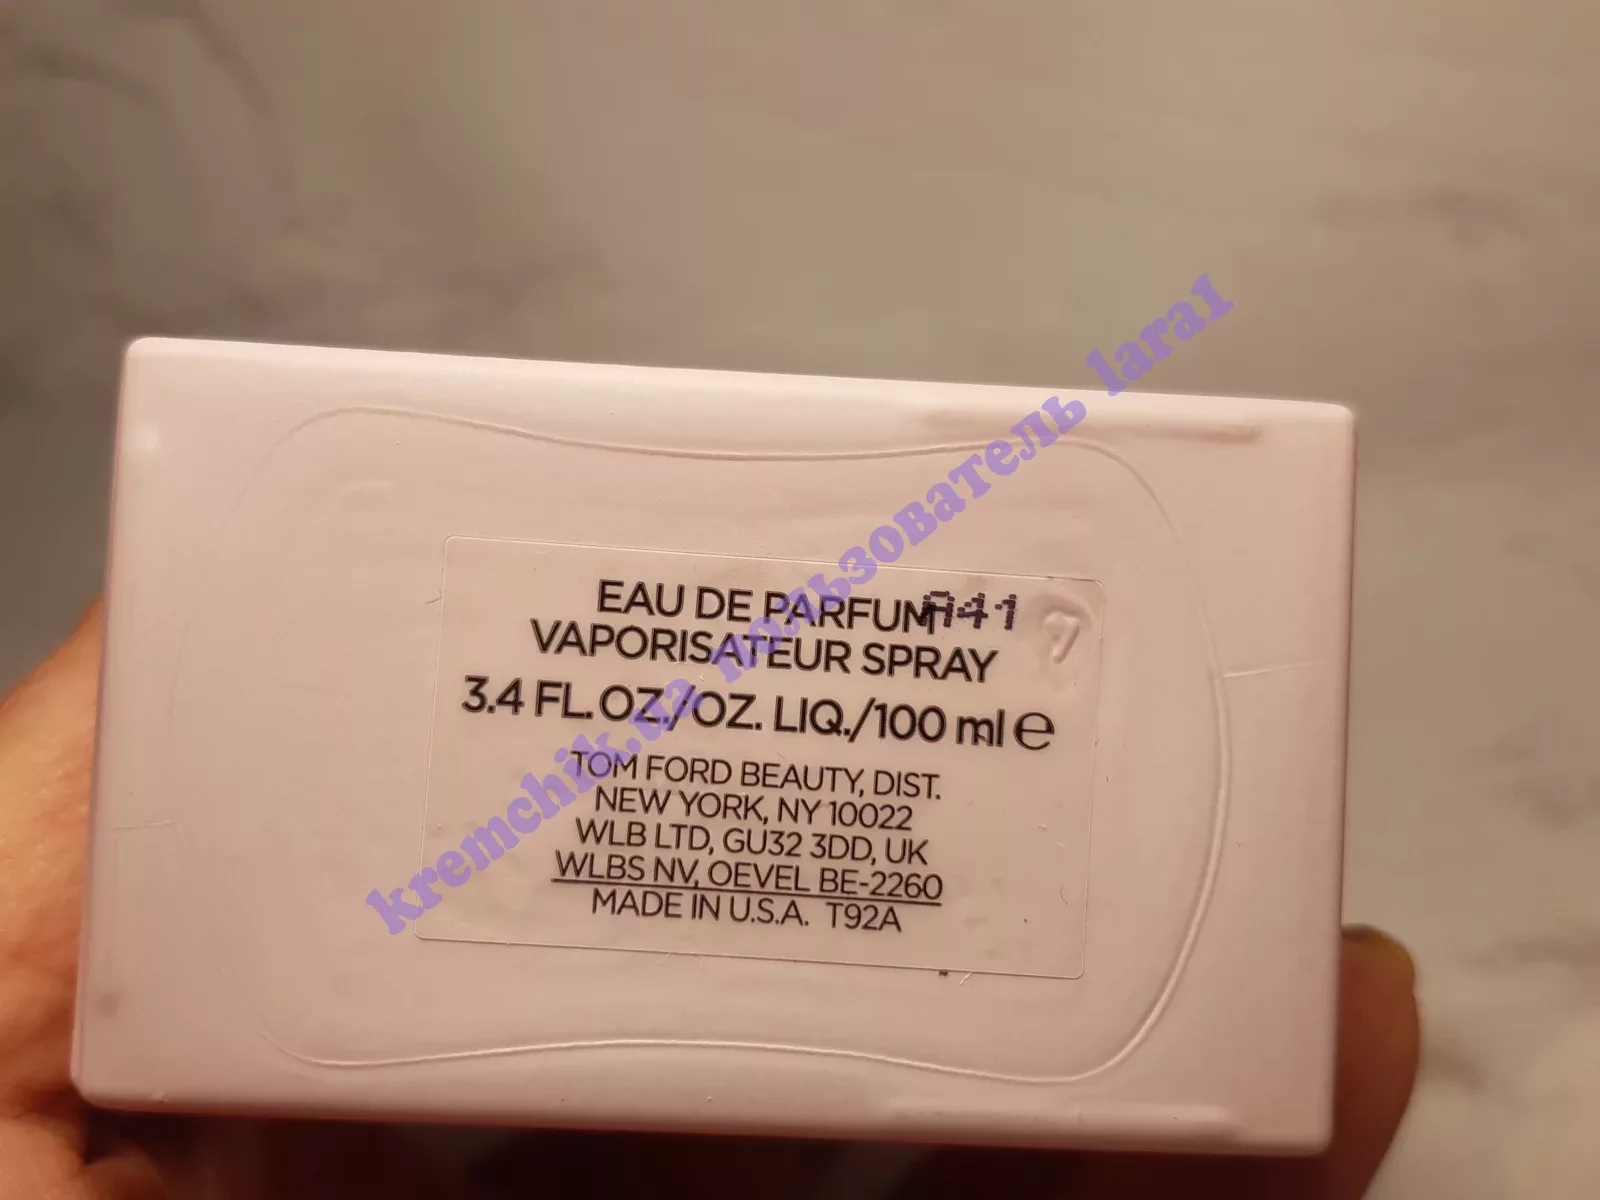 EAU DE PARFUM A41
VAPORISATEUR SPRAY
3.4 FL. OZ./OZ. LIQ./100 ml e
TOM FORD BEAUTY, DIST.
NEW YORK, NY 10022
WLB LTD, GU32 3DD, UK
WLBS NV, OEVEL BE-2260
MADE IN U.S.A. T92A
7
kremchik.ua пользователь lara1